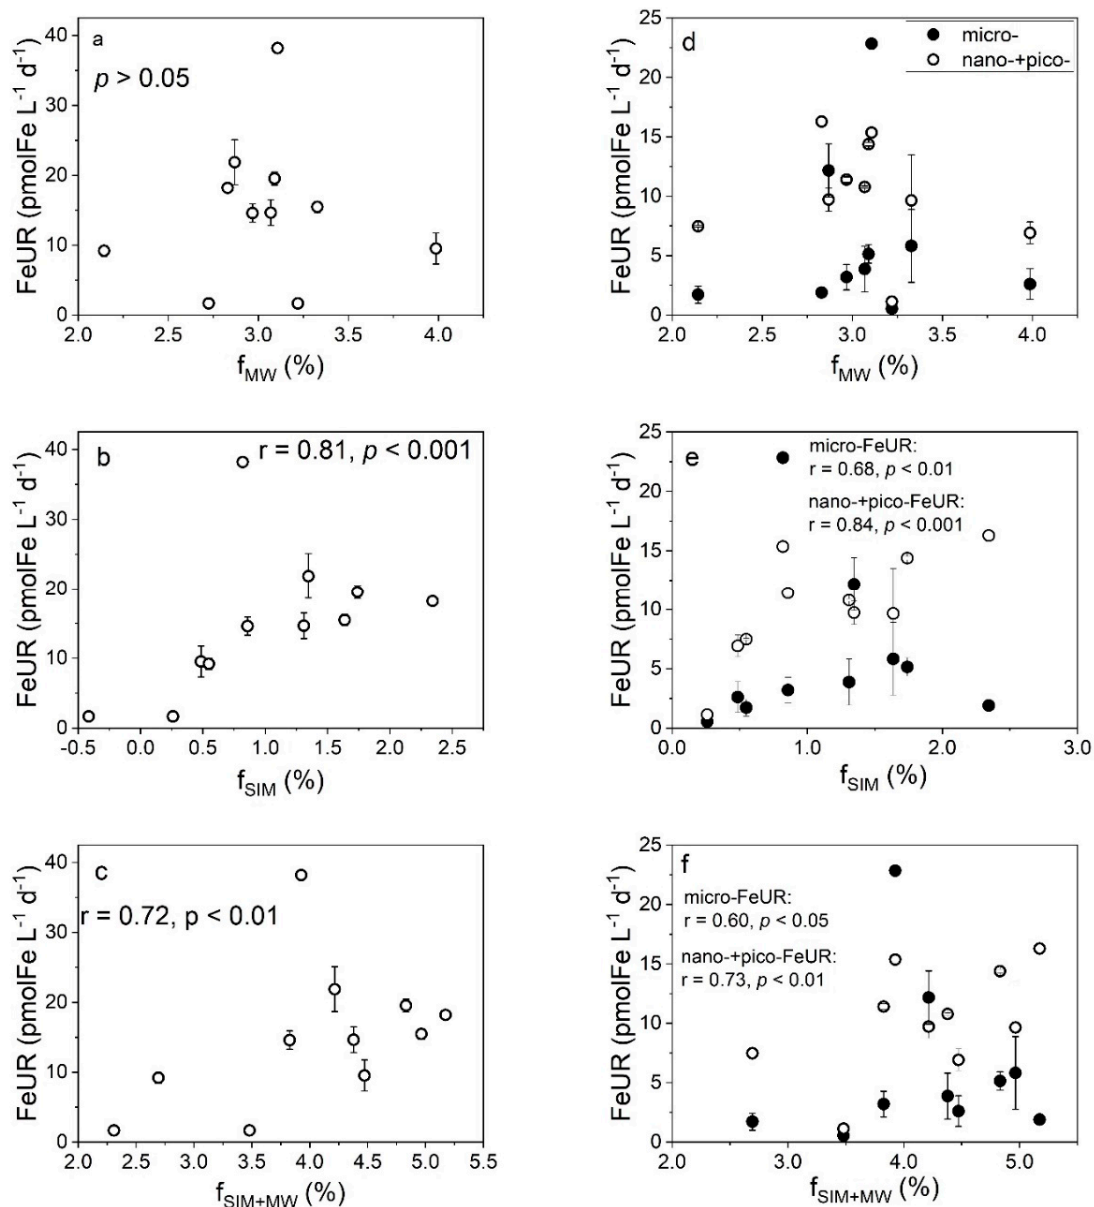 a
p > 0.05
40
30
20
10
0
FeUR (pmolFe L⁻¹ d⁻¹)
2.0 2.5 3.0 3.5 4.0
f_MW (%)
d
micro-
nano-+pico-
25
20
15
10
5
0
FeUR (pmolFe L⁻¹ d⁻¹)
2.0 2.5 3.0 3.5 4.0
f_MW (%)
b
r = 0.81, p < 0.001
40
30
20
10
0
FeUR (pmolFe L⁻¹ d⁻¹)
-0.5 0.0 0.5 1.0 1.5 2.0 2.5
f_SIM (%)
e
micro-FeUR:
r = 0.68, p < 0.01
nano-+pico-FeUR:
r = 0.84, p < 0.001
25
20
15
10
5
0
FeUR (pmolFe L⁻¹ d⁻¹)
0.0 1.0 2.0 3.0
f_SIM (%)
c
r = 0.72, p < 0.01
40
30
20
10
0
FeUR (pmolFe L⁻¹ d⁻¹)
2.0 2.5 3.0 3.5 4.0 4.5 5.0 5.5
f_SIM+MW (%)
f
micro-FeUR:
r = 0.60, p < 0.05
nano-+pico-FeUR:
r = 0.73, p < 0.01
25
20
15
10
5
0
FeUR (pmolFe L⁻¹ d⁻¹)
2.0 3.0 4.0 5.0
f_SIM+MW (%)